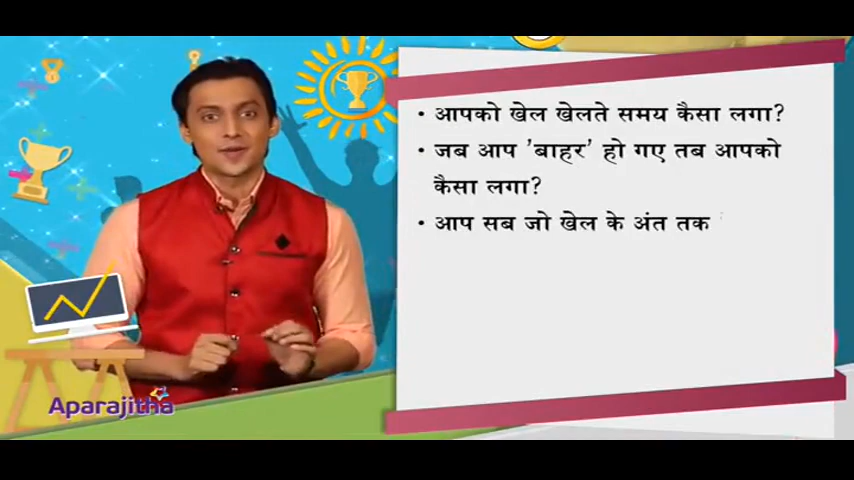 • आपको खेल खेलते समय कैसा लगा?
• जब आप 'बाहर' हो गए तब आपको
कैसा लगा?
• आप सब जो खेल के अंत तक
Aparajitha